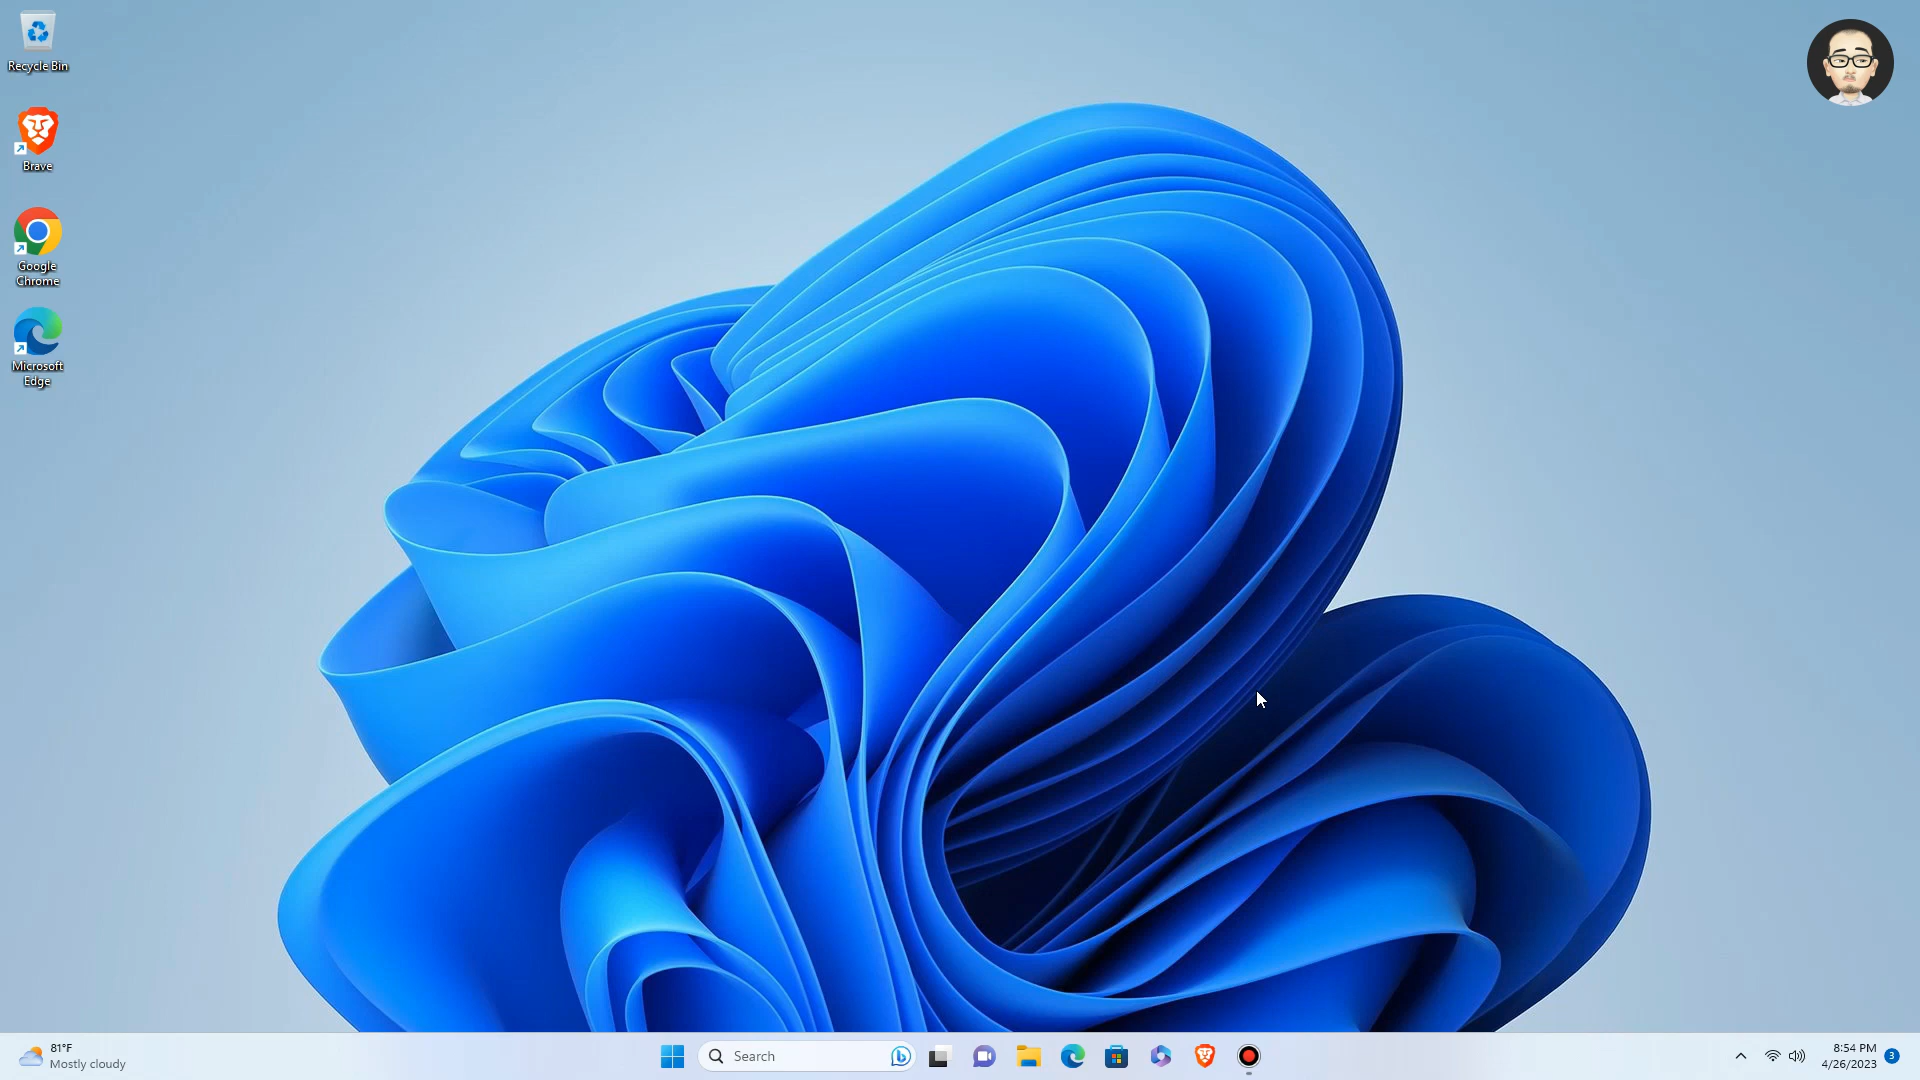 Recycle Bin
Brave
Google
Chrome
Microsoft
Edge
81°F
Mostly cloudy
Search
8:54 PM
4/26/2023
3